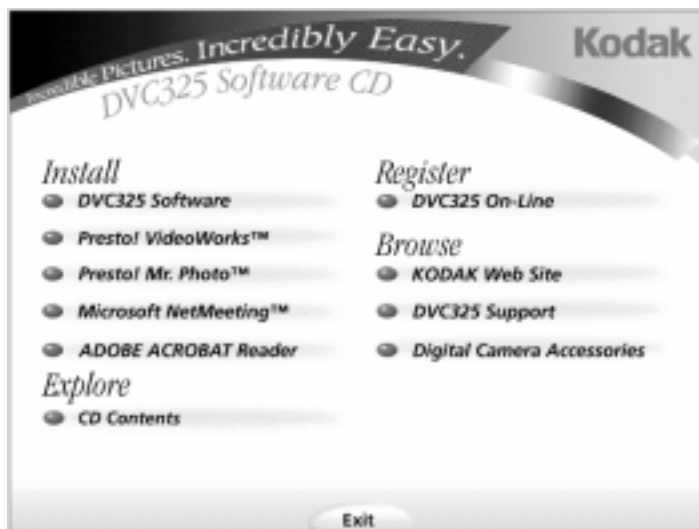 Incredible Pictures. Incredibly Easy.
Kodak
DVC325 Software CD
Install
DVC325 Software
Presto! VideoWorks™
Presto! Mr. Photo™
Microsoft NetMeeting™
ADOBE ACROBAT Reader
Explore
CD Contents
Register
DVC325 On-Line
Browse
KODAK Web Site
DVC325 Support
Digital Camera Accessories
Exit